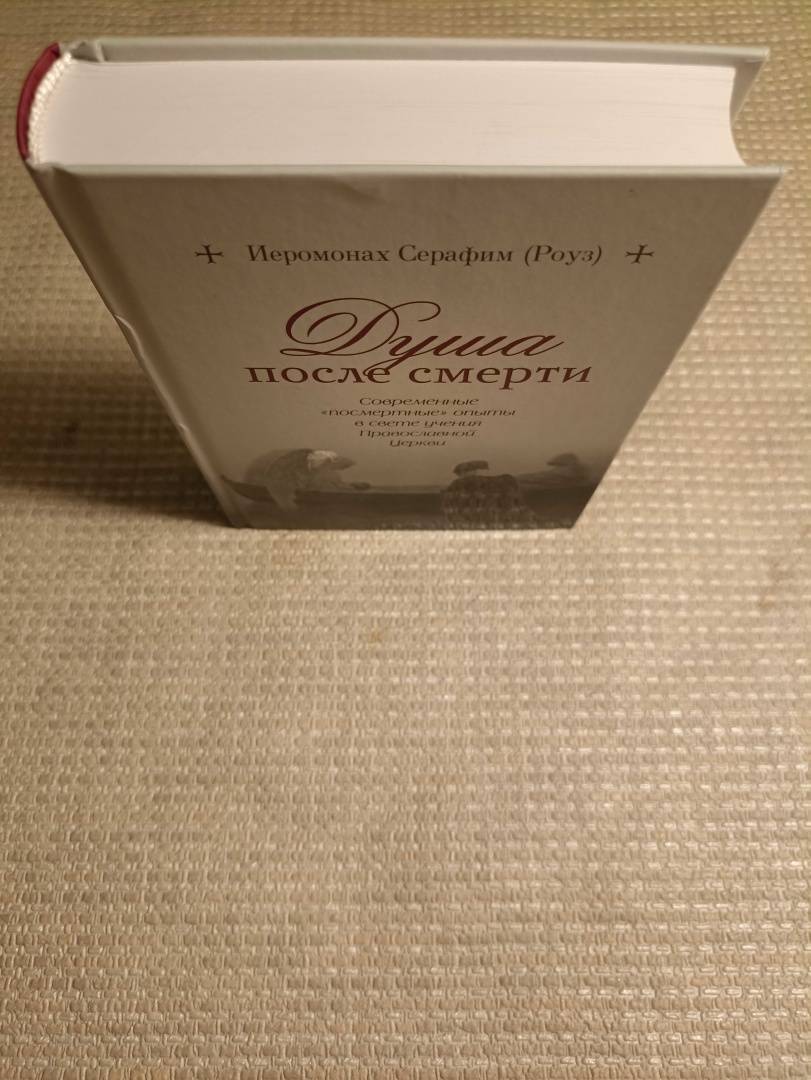 Иеромонах Серафим (Роуз)
Душа
после смерти
Современные
«посмертные» опыты
в свете учения
Православной
Церкви